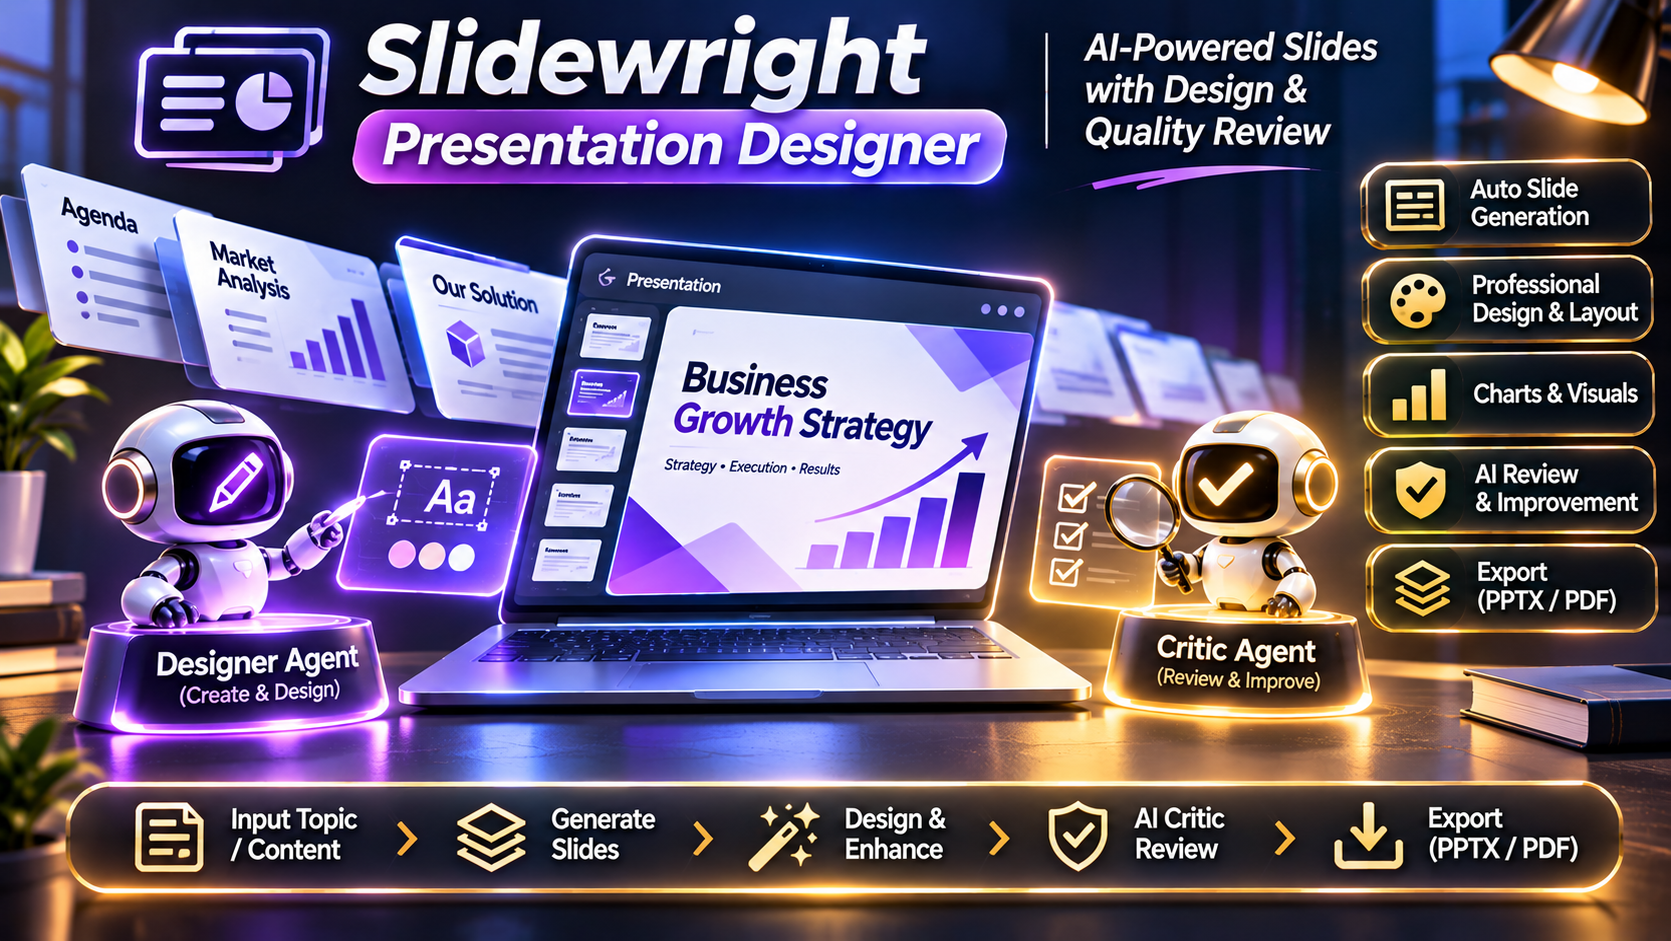 Slidewright
Presentation Designer
AI-Powered Slides
with Design &
Quality Review
Agenda
Market
Analysis
Our Solution
Presentation
Business
Growth Strategy
Strategy • Execution • Results
Aa
Designer Agent
(Create & Design)
Critic Agent
(Review & Improve)
Auto Slide
Generation
Professional
Design & Layout
Charts & Visuals
AI Review
& Improvement
Export
(PPTX / PDF)
Input Topic
/ Content
Generate
Slides
Design &
Enhance
AI Critic
Review
Export
(PPTX / PDF)